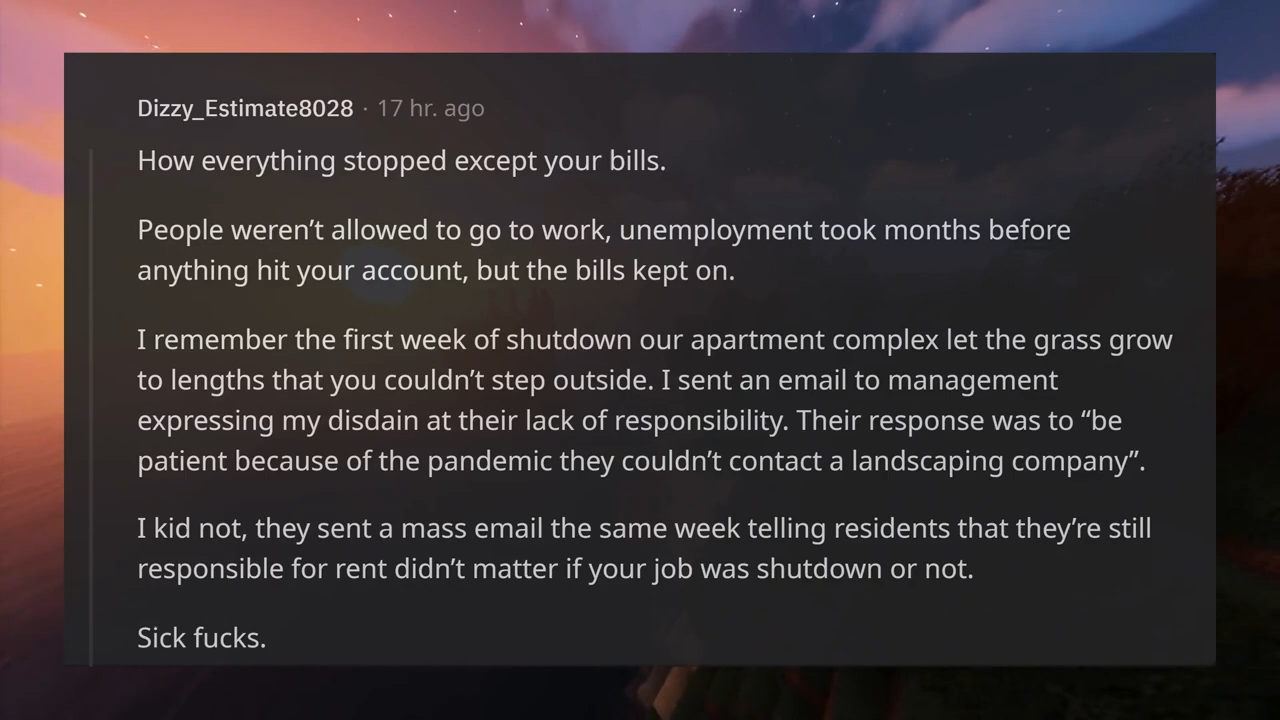 Dizzy_Estimate8028 · 17 hr. ago
How everything stopped except your bills.
People weren’t allowed to go to work, unemployment took months before
anything hit your account, but the bills kept on.
I remember the first week of shutdown our apartment complex let the grass grow
to lengths that you couldn’t step outside. I sent an email to management
expressing my disdain at their lack of responsibility. Their response was to “be
patient because of the pandemic they couldn’t contact a landscaping company”.
I kid not, they sent a mass email the same week telling residents that they’re still
responsible for rent didn’t matter if your job was shutdown or not.
Sick fucks.